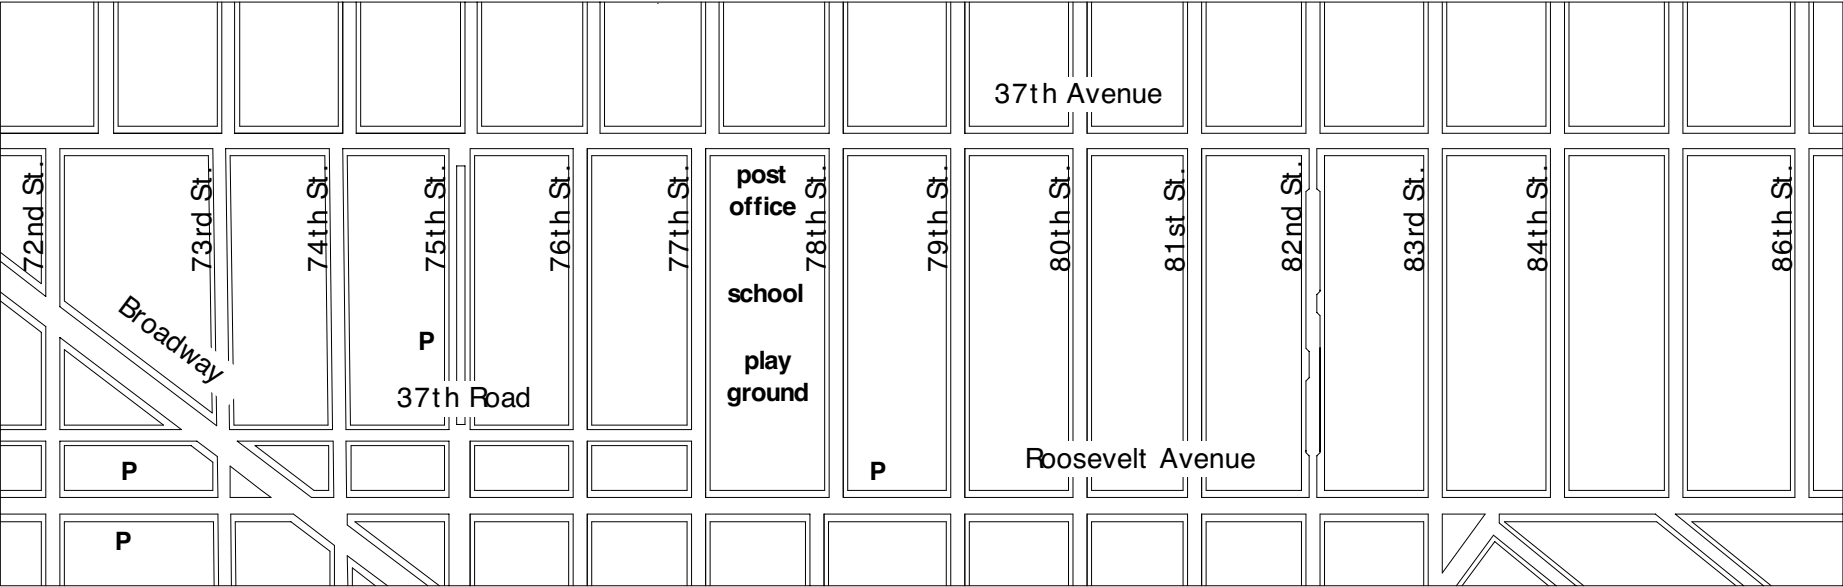 37th Avenue
72nd St.
73rd St.
74th St.
75th St.
76th St.
77th St.
post
office
78th St.
79th St.
80th St.
81st St.
82nd St.
83rd St.
84th St.
86th St.
school
Broadway
P
play
ground
37th Road
Roosevelt Avenue
P
P
P